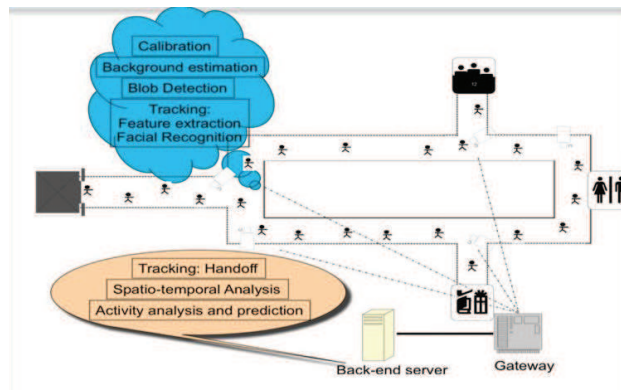 Calibration
Background estimation
Blob Detection
Tracking:
Feature extraction
Facial Recognition
Tracking: Handoff
Spatio-temporal Analysis
Activity analysis and prediction
Back-end server
Gateway